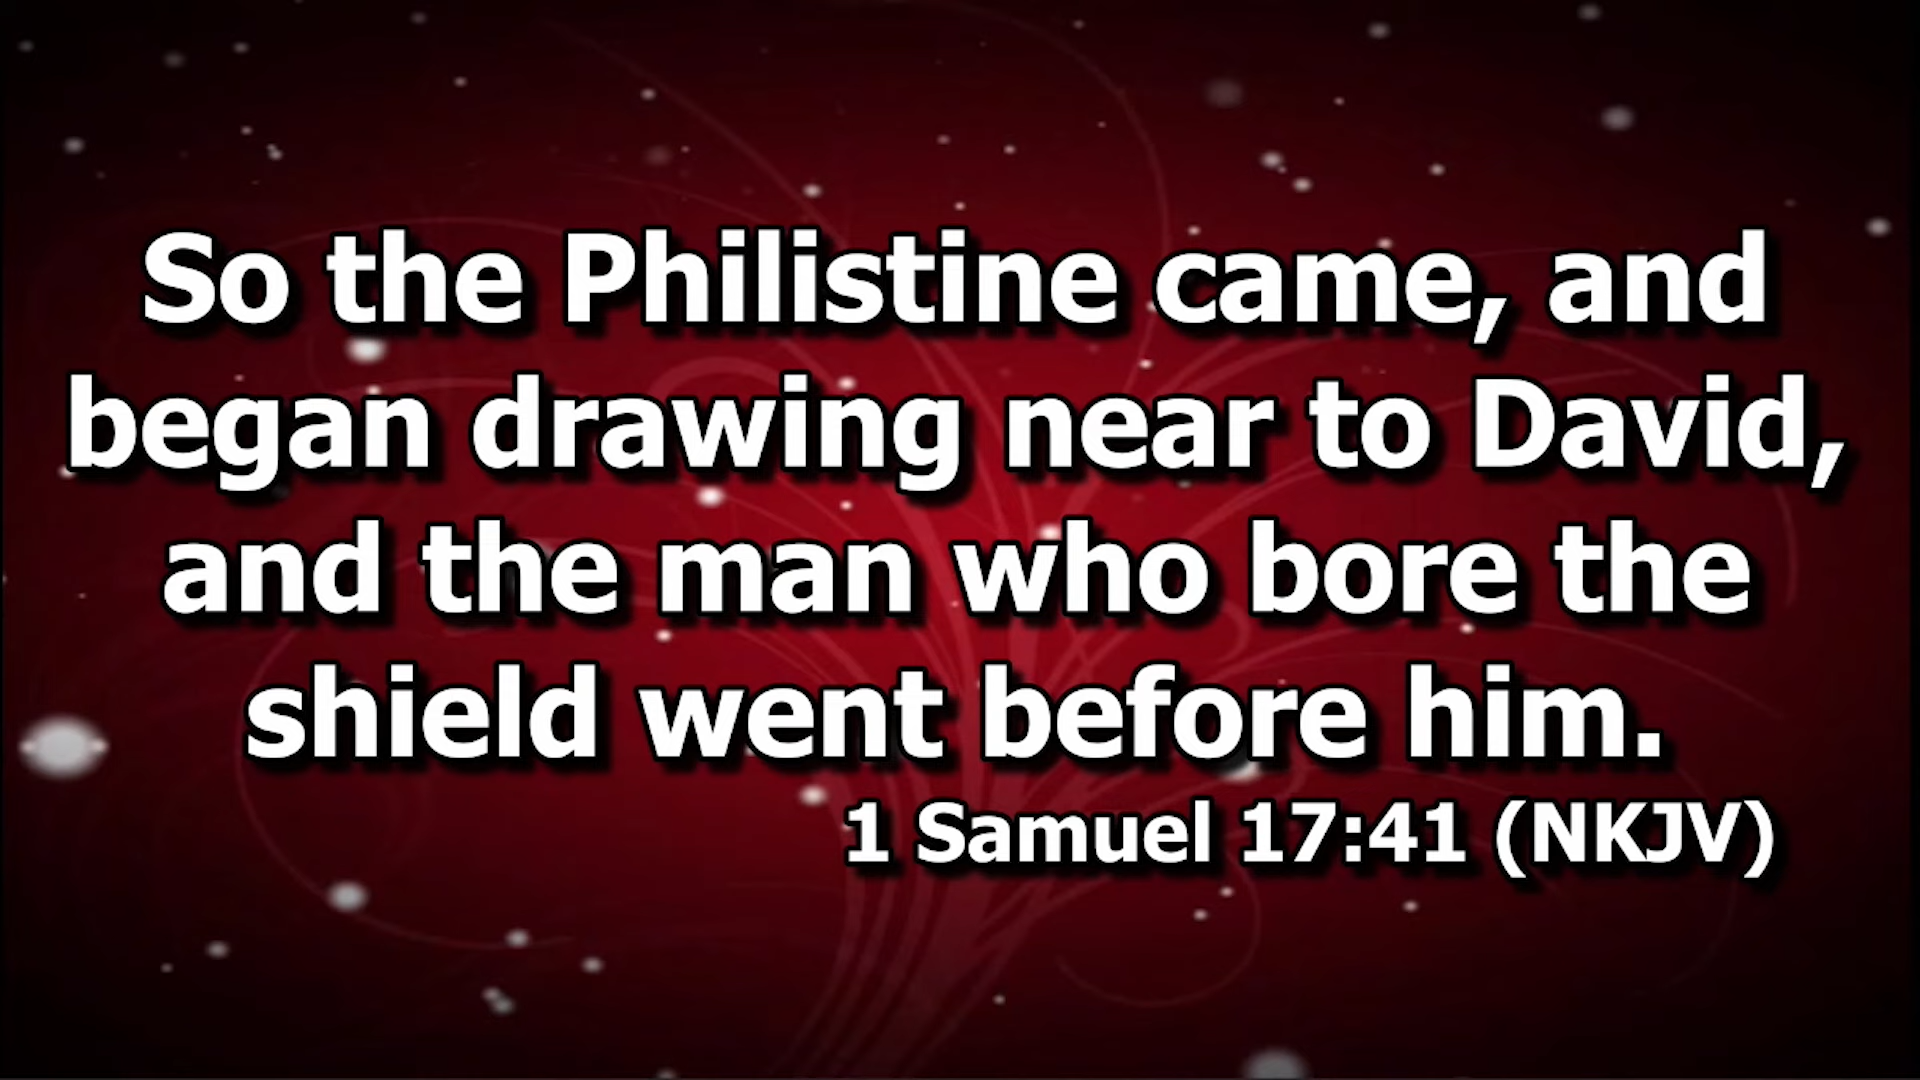 So the Philistine came, and
began drawing near to David,
and the man who bore the
shield went before him.
1 Samuel 17:41 (NKJV)